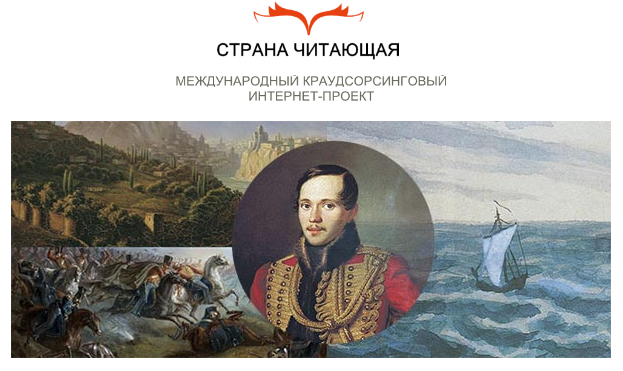 СТРАНА ЧИТАЮЩАЯ
МЕЖДУНАРОДНЫЙ КРАУДСОРСИНГОВЫЙ
ИНТЕРНЕТ-ПРОЕКТ